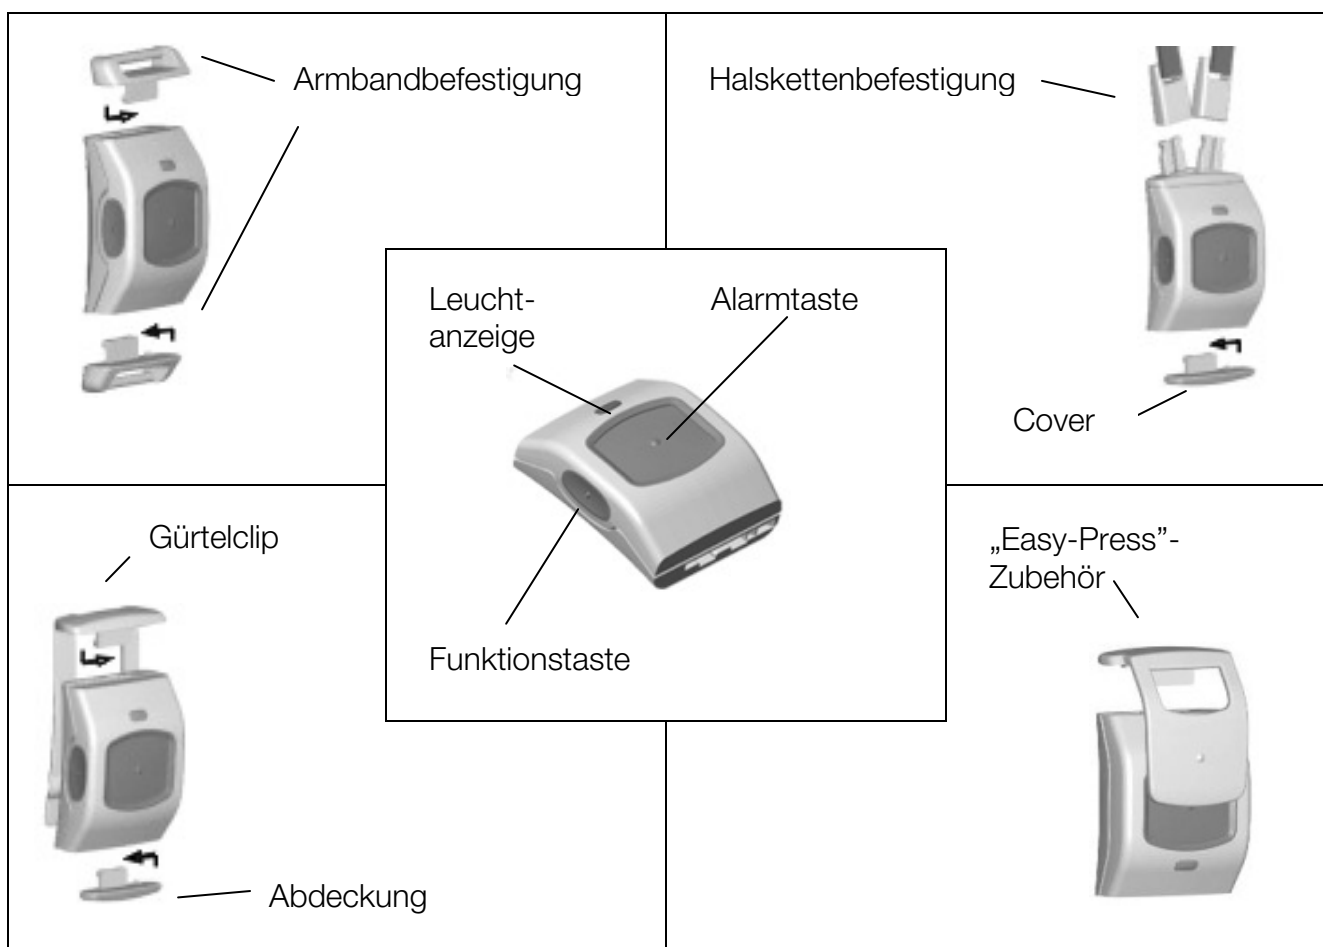 Armbandbefestigung
Halskettenbefestigung
Leucht-
anzeige
Alarmtaste
Cover
Gürtelclip
„Easy-Press”-
Zubehör
Funktionstaste
Abdeckung